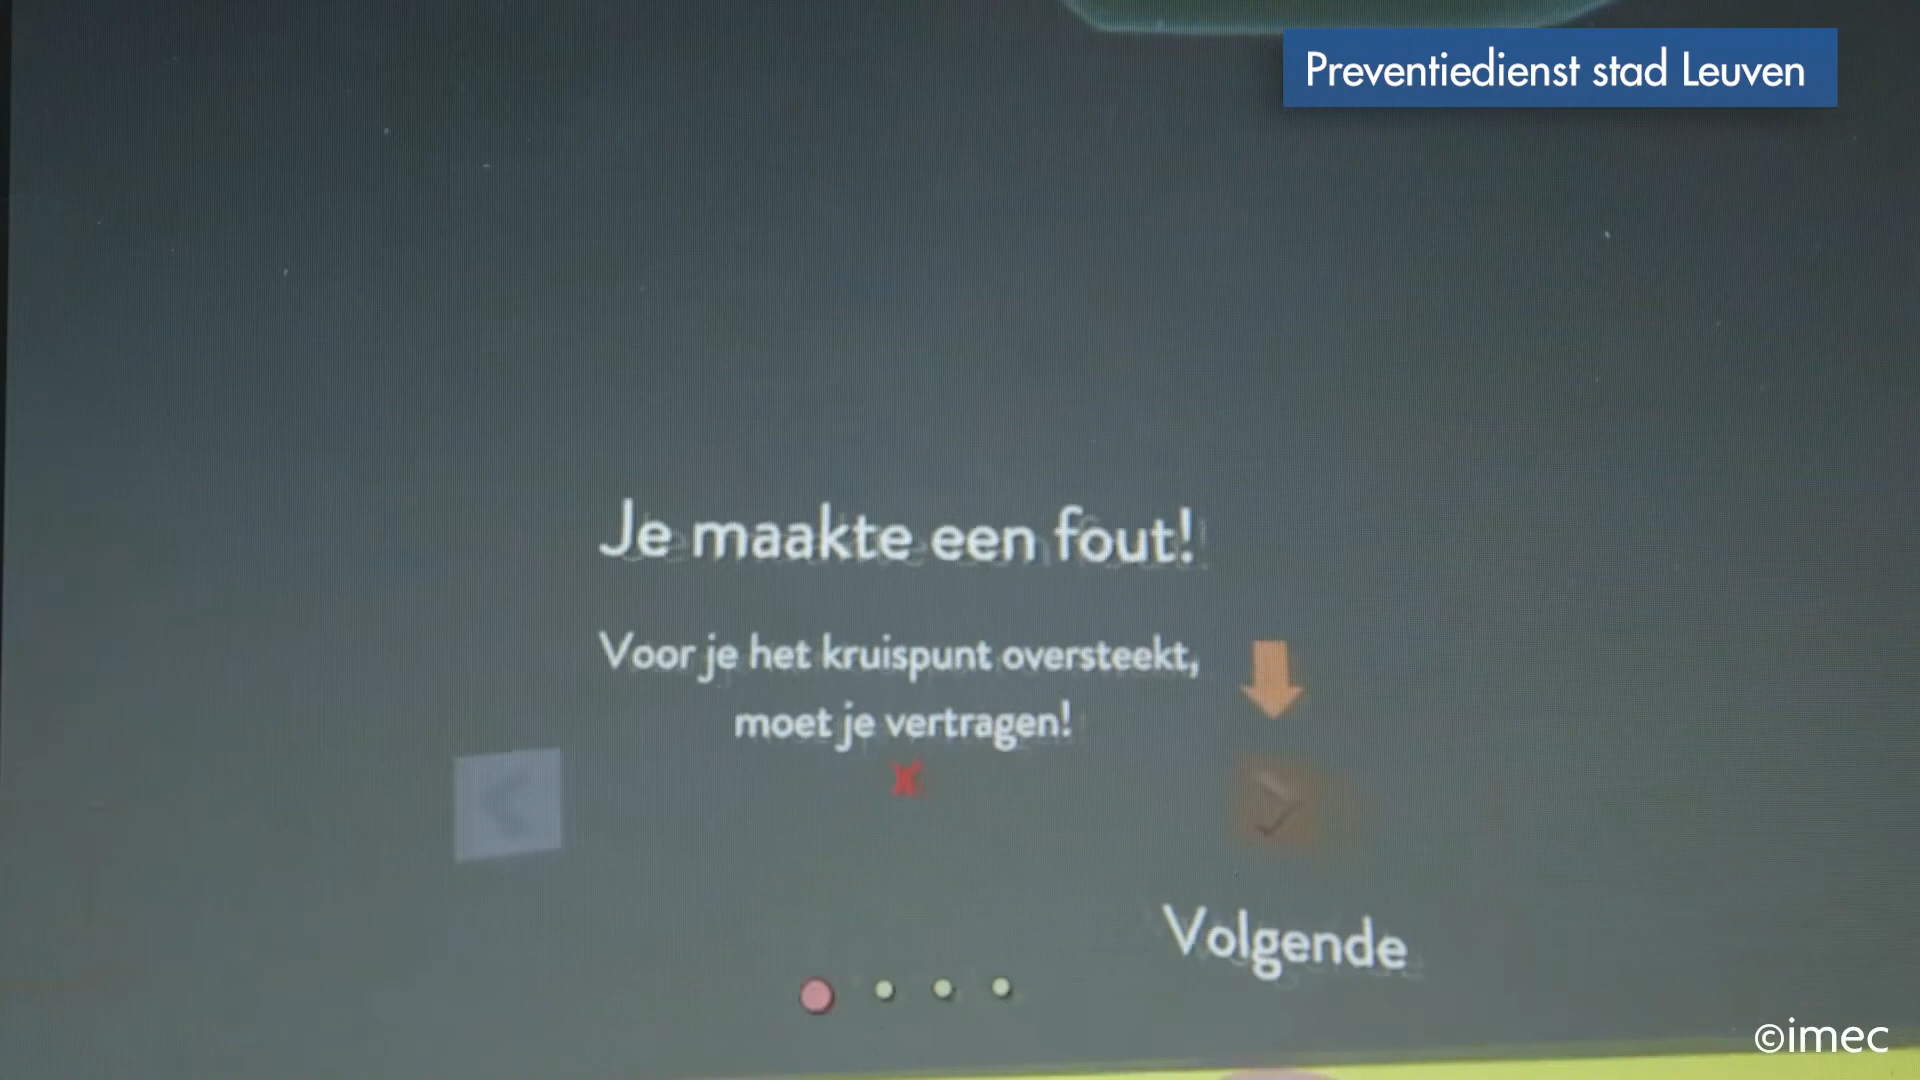 Preventiedienst stad Leuven
Je maakte een fout!
Voor je het kruispunt oversteekt,
moet je vertragen!
x
Volgende
©imec